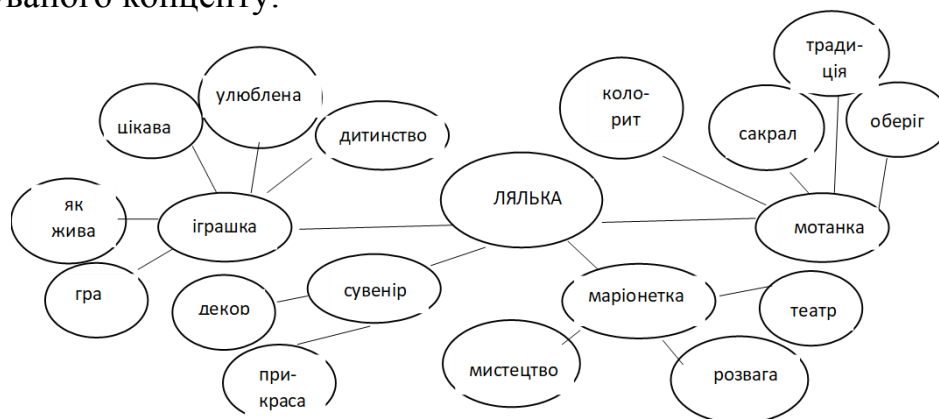 уваного концепту.
тради-
ція
улюблена
коло-
рит
цікава
дитинство
сакрал
оберіг
ЛЯЛЬКА
як
жива
іграшка
мотанка
гра
декор
сувенір
маріонетка
театр
мистецтво
розвага
при-
краса